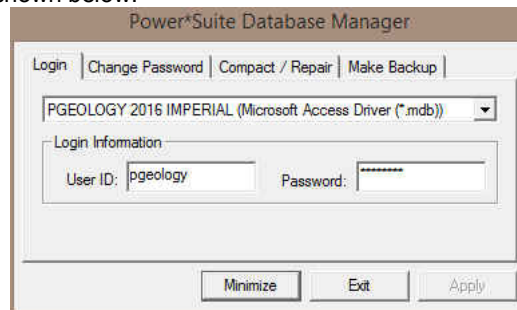 shown below:
Power*Suite Database Manager
Login Change Password Compact / Repair Make Backup
PGEOLOGY 2016 IMPERIAL (Microsoft Access Driver (*.mdb))
Login Information
User ID: pgeology Password: ********
Minimize Exit Apply